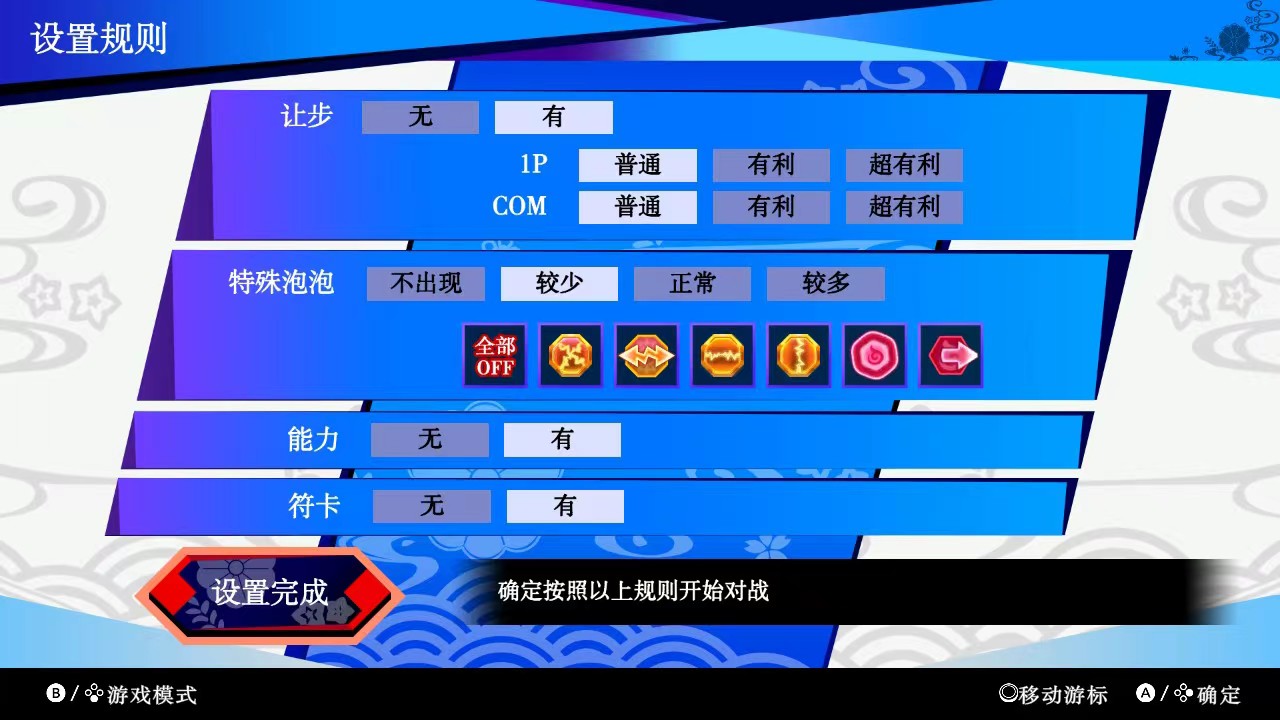 设置规则
让步 无 有
1P 普通 有利 超有利
COM 普通 有利 超有利
特殊泡泡 不出现 较少 正常 较多
全部
OFF
能力 无 有
符卡 无 有
设置完成
确定按照以上规则开始对战
B/游戏模式 移动游标 A/确定